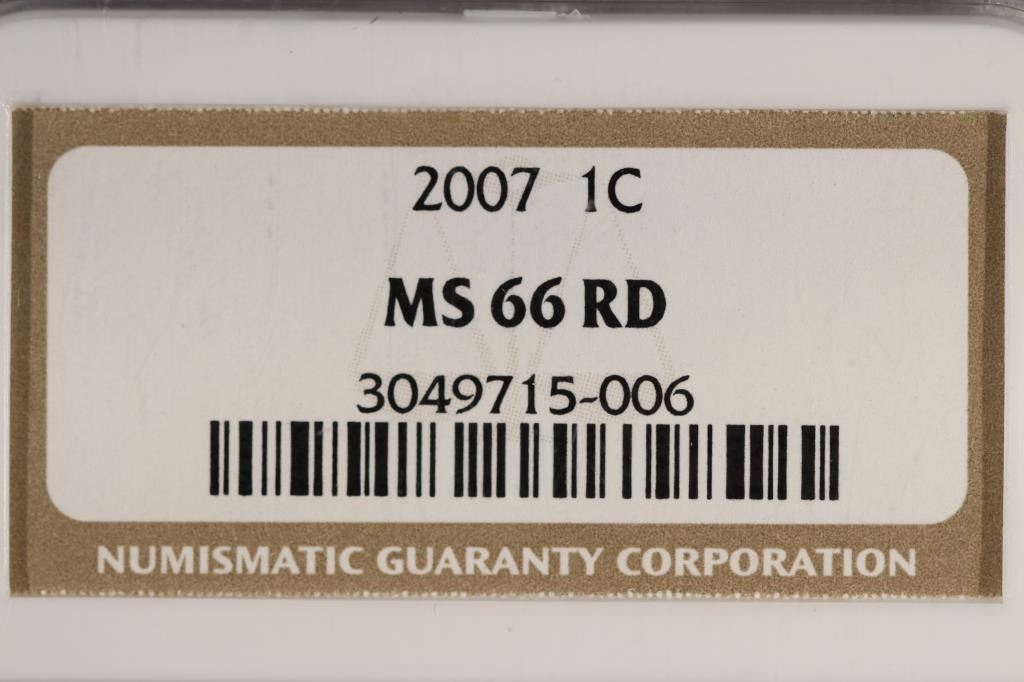 2007 1C
MS 66 RD
3049715-006
NUMISMATIC GUARANTY CORPORATION